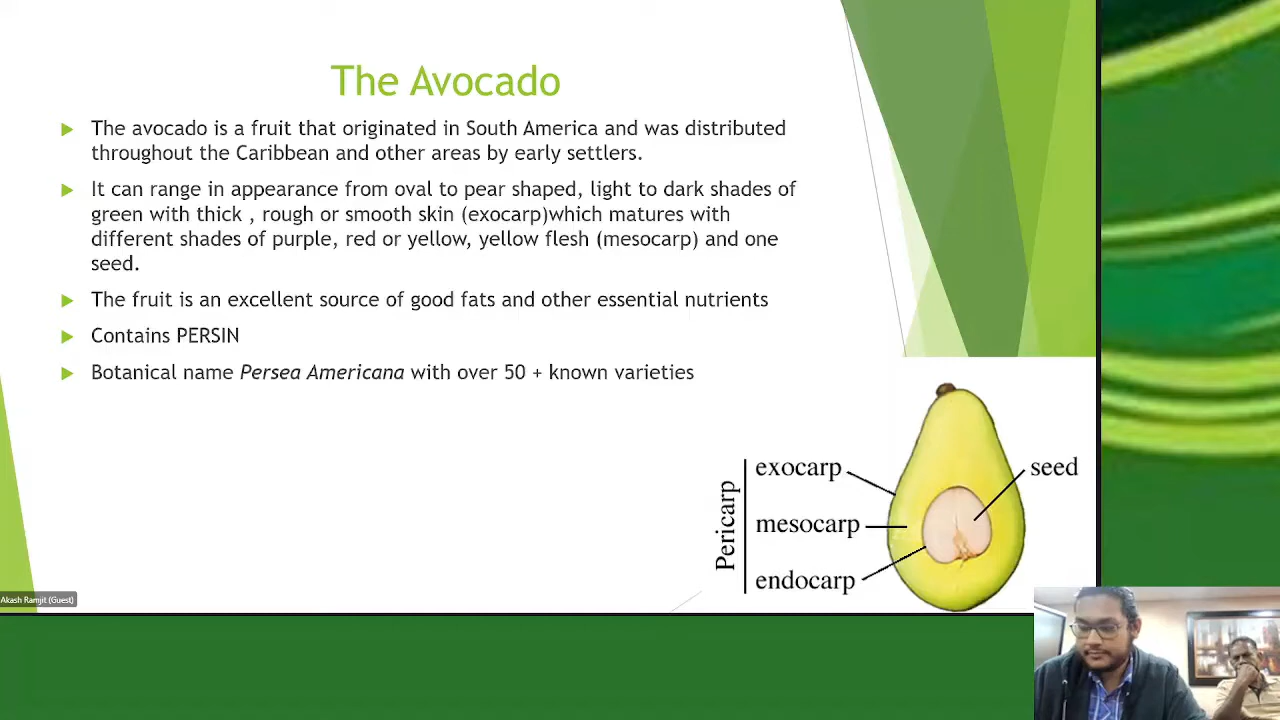 The Avocado
The avocado is a fruit that originated in South America and was distributed
throughout the Caribbean and other areas by early settlers.
It can range in appearance from oval to pear shaped, light to dark shades of
green with thick , rough or smooth skin (exocarp)which matures with
different shades of purple, red or yellow, yellow flesh (mesocarp) and one
seed.
The fruit is an excellent source of good fats and other essential nutrients
Contains PERSIN
Botanical name Persea Americana with over 50 + known varieties
Pericarp
exocarp
mesocarp
endocarp
seed
Akash Ramjit (Guest)